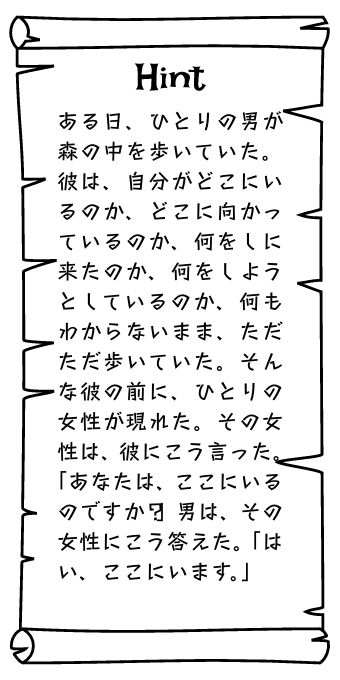 Hint
ある日、ひとりの男が
森の中を歩いていた。
彼は、自分がどこにい
るのか、どこに向かっ
ているのか、何をしに
来たのか、何をしよう
としているのか、何も
わからないまま、ただ
ただ歩いていた。そん
な彼の前に、ひとりの
女性が現れた。その女
性は、彼にこう言った。
「あなたは、ここにいる
のですか?」男は、その
女性にこう答えた。「は
い、ここにいます。」